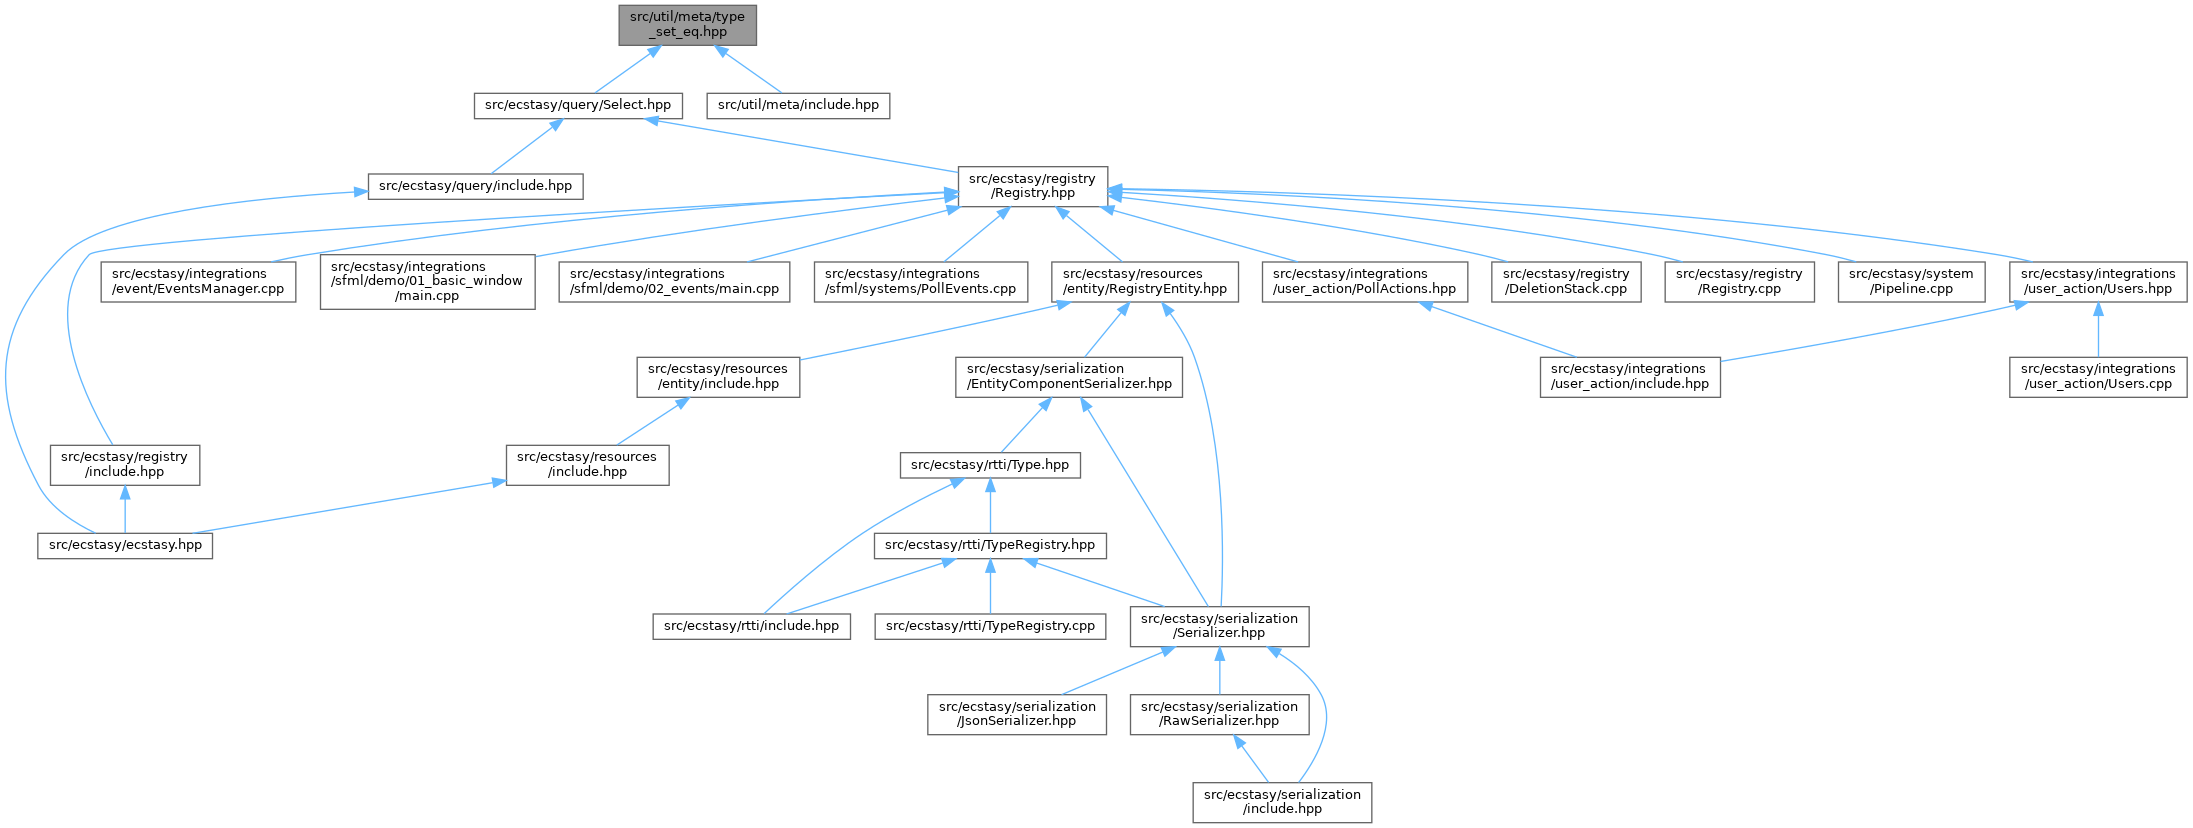 src/util/meta/type
_set_eq.hpp
src/ecstasy/query/Select.hpp
src/util/meta/include.hpp
src/ecstasy/query/include.hpp
src/ecstasy/registry
/Registry.hpp
src/ecstasy/integrations
/event/EventsManager.cpp
src/ecstasy/integrations
/sfml/demo/01_basic_window
/main.cpp
src/ecstasy/integrations
/sfml/demo/02_events/main.cpp
src/ecstasy/integrations
/sfml/systems/PollEvents.cpp
src/ecstasy/resources
/entity/RegistryEntity.hpp
src/ecstasy/integrations
/user_action/PollActions.hpp
src/ecstasy/registry
/DeletionStack.cpp
src/ecstasy/registry
/Registry.cpp
src/ecstasy/system
/Pipeline.cpp
src/ecstasy/integrations
/user_action/Users.hpp
src/ecstasy/resources
/entity/include.hpp
src/ecstasy/serialization
/EntityComponentSerializer.hpp
src/ecstasy/integrations
/user_action/include.hpp
src/ecstasy/integrations
/user_action/Users.cpp
src/ecstasy/registry
/include.hpp
src/ecstasy/resources
/include.hpp
src/ecstasy/rtti/Type.hpp
src/ecstasy/ecstasy.hpp
src/ecstasy/rtti/TypeRegistry.hpp
src/ecstasy/rtti/include.hpp
src/ecstasy/rtti/TypeRegistry.cpp
src/ecstasy/serialization
/Serializer.hpp
src/ecstasy/serialization
/JsonSerializer.hpp
src/ecstasy/serialization
/RawSerializer.hpp
src/ecstasy/serialization
/include.hpp